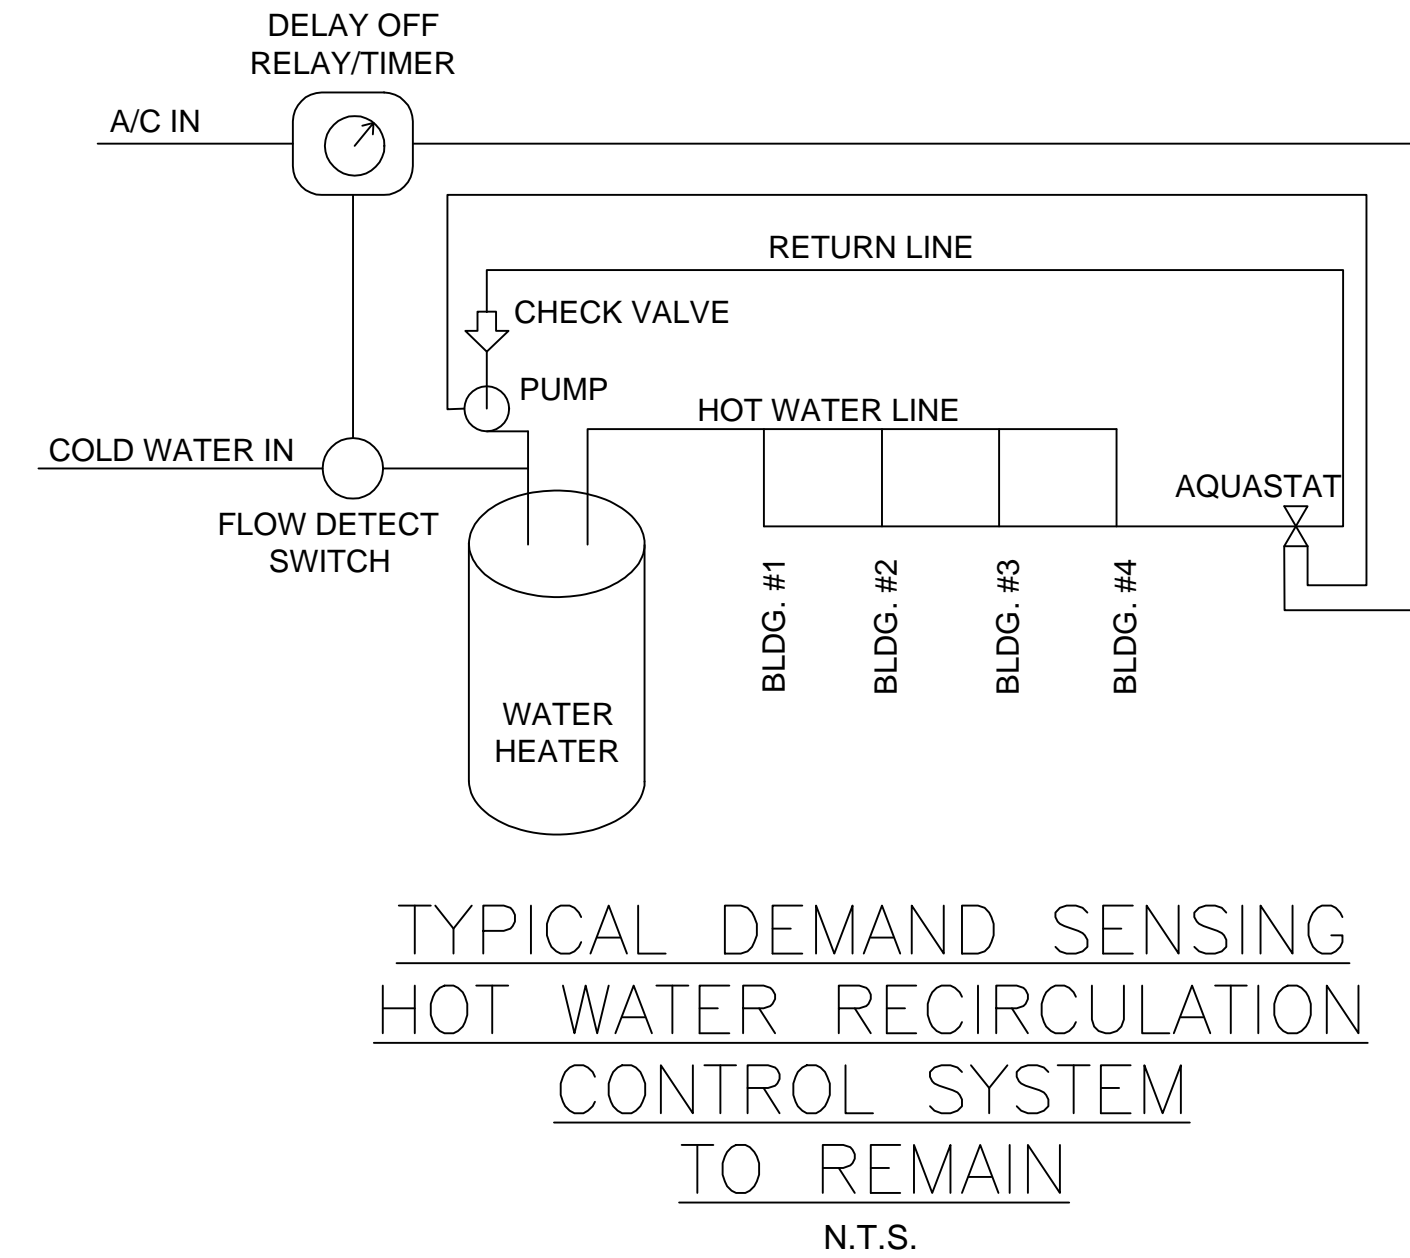 DELAY OFF
RELAY/TIMER
A/C IN
RETURN LINE
CHECK VALVE
PUMP
HOT WATER LINE
COLD WATER IN
AQUASTAT
FLOW DETECT
SWITCH
BLDG. #1
BLDG. #2
BLDG. #3
BLDG. #4
WATER
HEATER
TYPICAL DEMAND SENSING
HOT WATER RECIRCULATION
CONTROL SYSTEM
TO REMAIN
N.T.S.